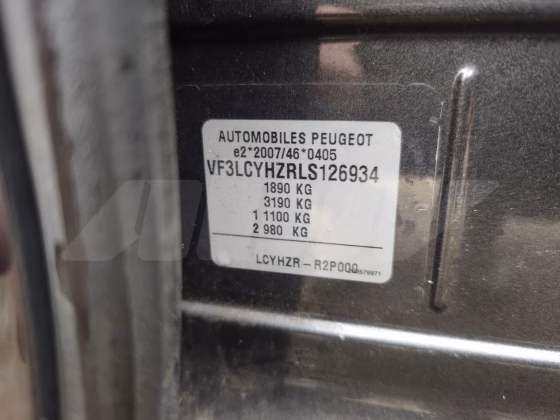 AUTOMOBILES PEUGEOT
e2*2007/46*0405
VF3LCYHZRLS126934
1890 KG
3190 KG
1 1100 KG
2 980 KG
LCYHZR-R2P000